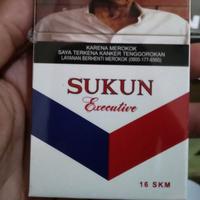 KARENA MEROKOK
SAYA TERKENA KANKER TENGGOROKAN
LAYANAN BERHENTI MEROKOK (0800-177-6565)
SUKUN
Executive
16 SKM